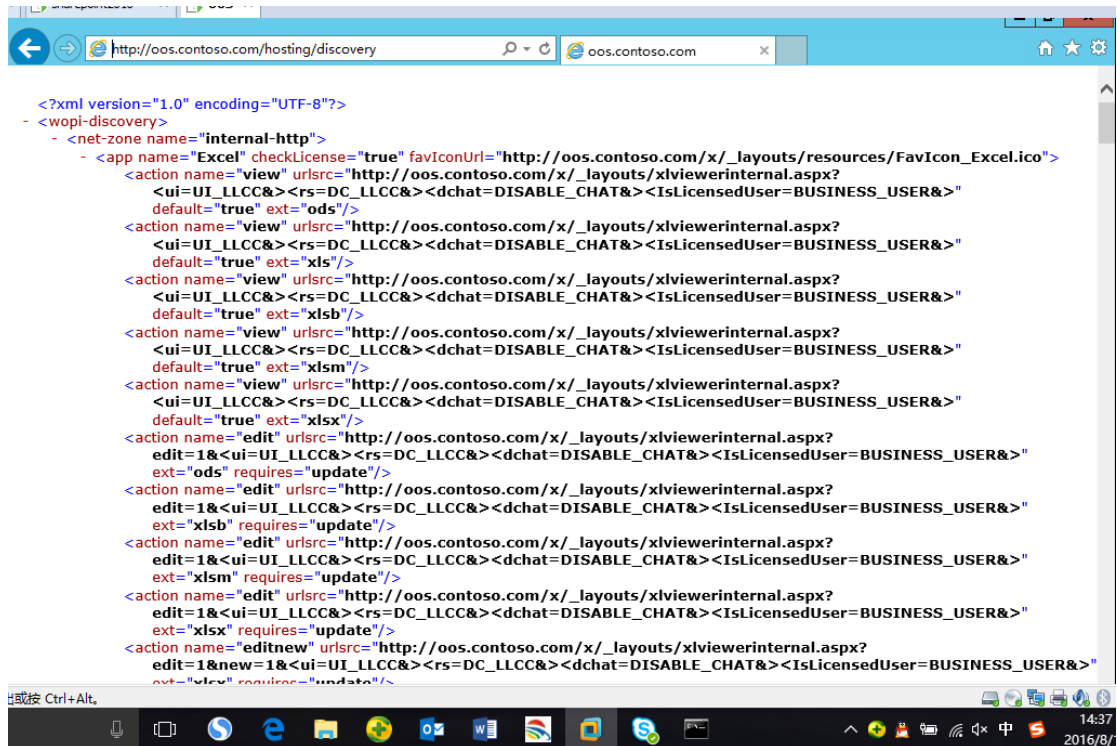 http://oos.contoso.com/hosting/discovery
oos.contoso.com
<?xml version="1.0" encoding="UTF-8"?>
- <wopi-discovery>
- <net-zone name="internal-http">
- <app name="Excel" checkLicense="true" favIconUrl="http://oos.contoso.com/x/_layouts/resources/FavIcon_Excel.ico">
<action name="view" urlsrc="http://oos.contoso.com/x/_layouts/xlviewerinternal.aspx?
<ui=UI_LLCC&><rs=DC_LLCC&><dchat=DISABLE_CHAT&><IsLicensedUser=BUSINESS_USER&>"
default="true" ext="ods"/>
<action name="view" urlsrc="http://oos.contoso.com/x/_layouts/xlviewerinternal.aspx?
<ui=UI_LLCC&><rs=DC_LLCC&><dchat=DISABLE_CHAT&><IsLicensedUser=BUSINESS_USER&>"
default="true" ext="xls"/>
<action name="view" urlsrc="http://oos.contoso.com/x/_layouts/xlviewerinternal.aspx?
<ui=UI_LLCC&><rs=DC_LLCC&><dchat=DISABLE_CHAT&><IsLicensedUser=BUSINESS_USER&>"
default="true" ext="xlsb"/>
<action name="view" urlsrc="http://oos.contoso.com/x/_layouts/xlviewerinternal.aspx?
<ui=UI_LLCC&><rs=DC_LLCC&><dchat=DISABLE_CHAT&><IsLicensedUser=BUSINESS_USER&>"
default="true" ext="xlsm"/>
<action name="view" urlsrc="http://oos.contoso.com/x/_layouts/xlviewerinternal.aspx?
<ui=UI_LLCC&><rs=DC_LLCC&><dchat=DISABLE_CHAT&><IsLicensedUser=BUSINESS_USER&>"
default="true" ext="xlsx"/>
<action name="edit" urlsrc="http://oos.contoso.com/x/_layouts/xlviewerinternal.aspx?
edit=1&<ui=UI_LLCC&><rs=DC_LLCC&><dchat=DISABLE_CHAT&><IsLicensedUser=BUSINESS_USER&>"
ext="ods" requires="update"/>
<action name="edit" urlsrc="http://oos.contoso.com/x/_layouts/xlviewerinternal.aspx?
edit=1&<ui=UI_LLCC&><rs=DC_LLCC&><dchat=DISABLE_CHAT&><IsLicensedUser=BUSINESS_USER&>"
ext="xlsb" requires="update"/>
<action name="edit" urlsrc="http://oos.contoso.com/x/_layouts/xlviewerinternal.aspx?
edit=1&<ui=UI_LLCC&><rs=DC_LLCC&><dchat=DISABLE_CHAT&><IsLicensedUser=BUSINESS_USER&>"
ext="xlsm" requires="update"/>
<action name="edit" urlsrc="http://oos.contoso.com/x/_layouts/xlviewerinternal.aspx?
edit=1&<ui=UI_LLCC&><rs=DC_LLCC&><dchat=DISABLE_CHAT&><IsLicensedUser=BUSINESS_USER&>"
ext="xlsx" requires="update"/>
<action name="editnew" urlsrc="http://oos.contoso.com/x/_layouts/xlviewerinternal.aspx?
edit=1&new=1&<ui=UI_LLCC&><rs=DC_LLCC&><dchat=DISABLE_CHAT&><IsLicensedUser=BUSINESS_USER&>"
ext="xlsx" requires="update"/>
或按 Ctrl+Alt。
中
14:37
2016/8/